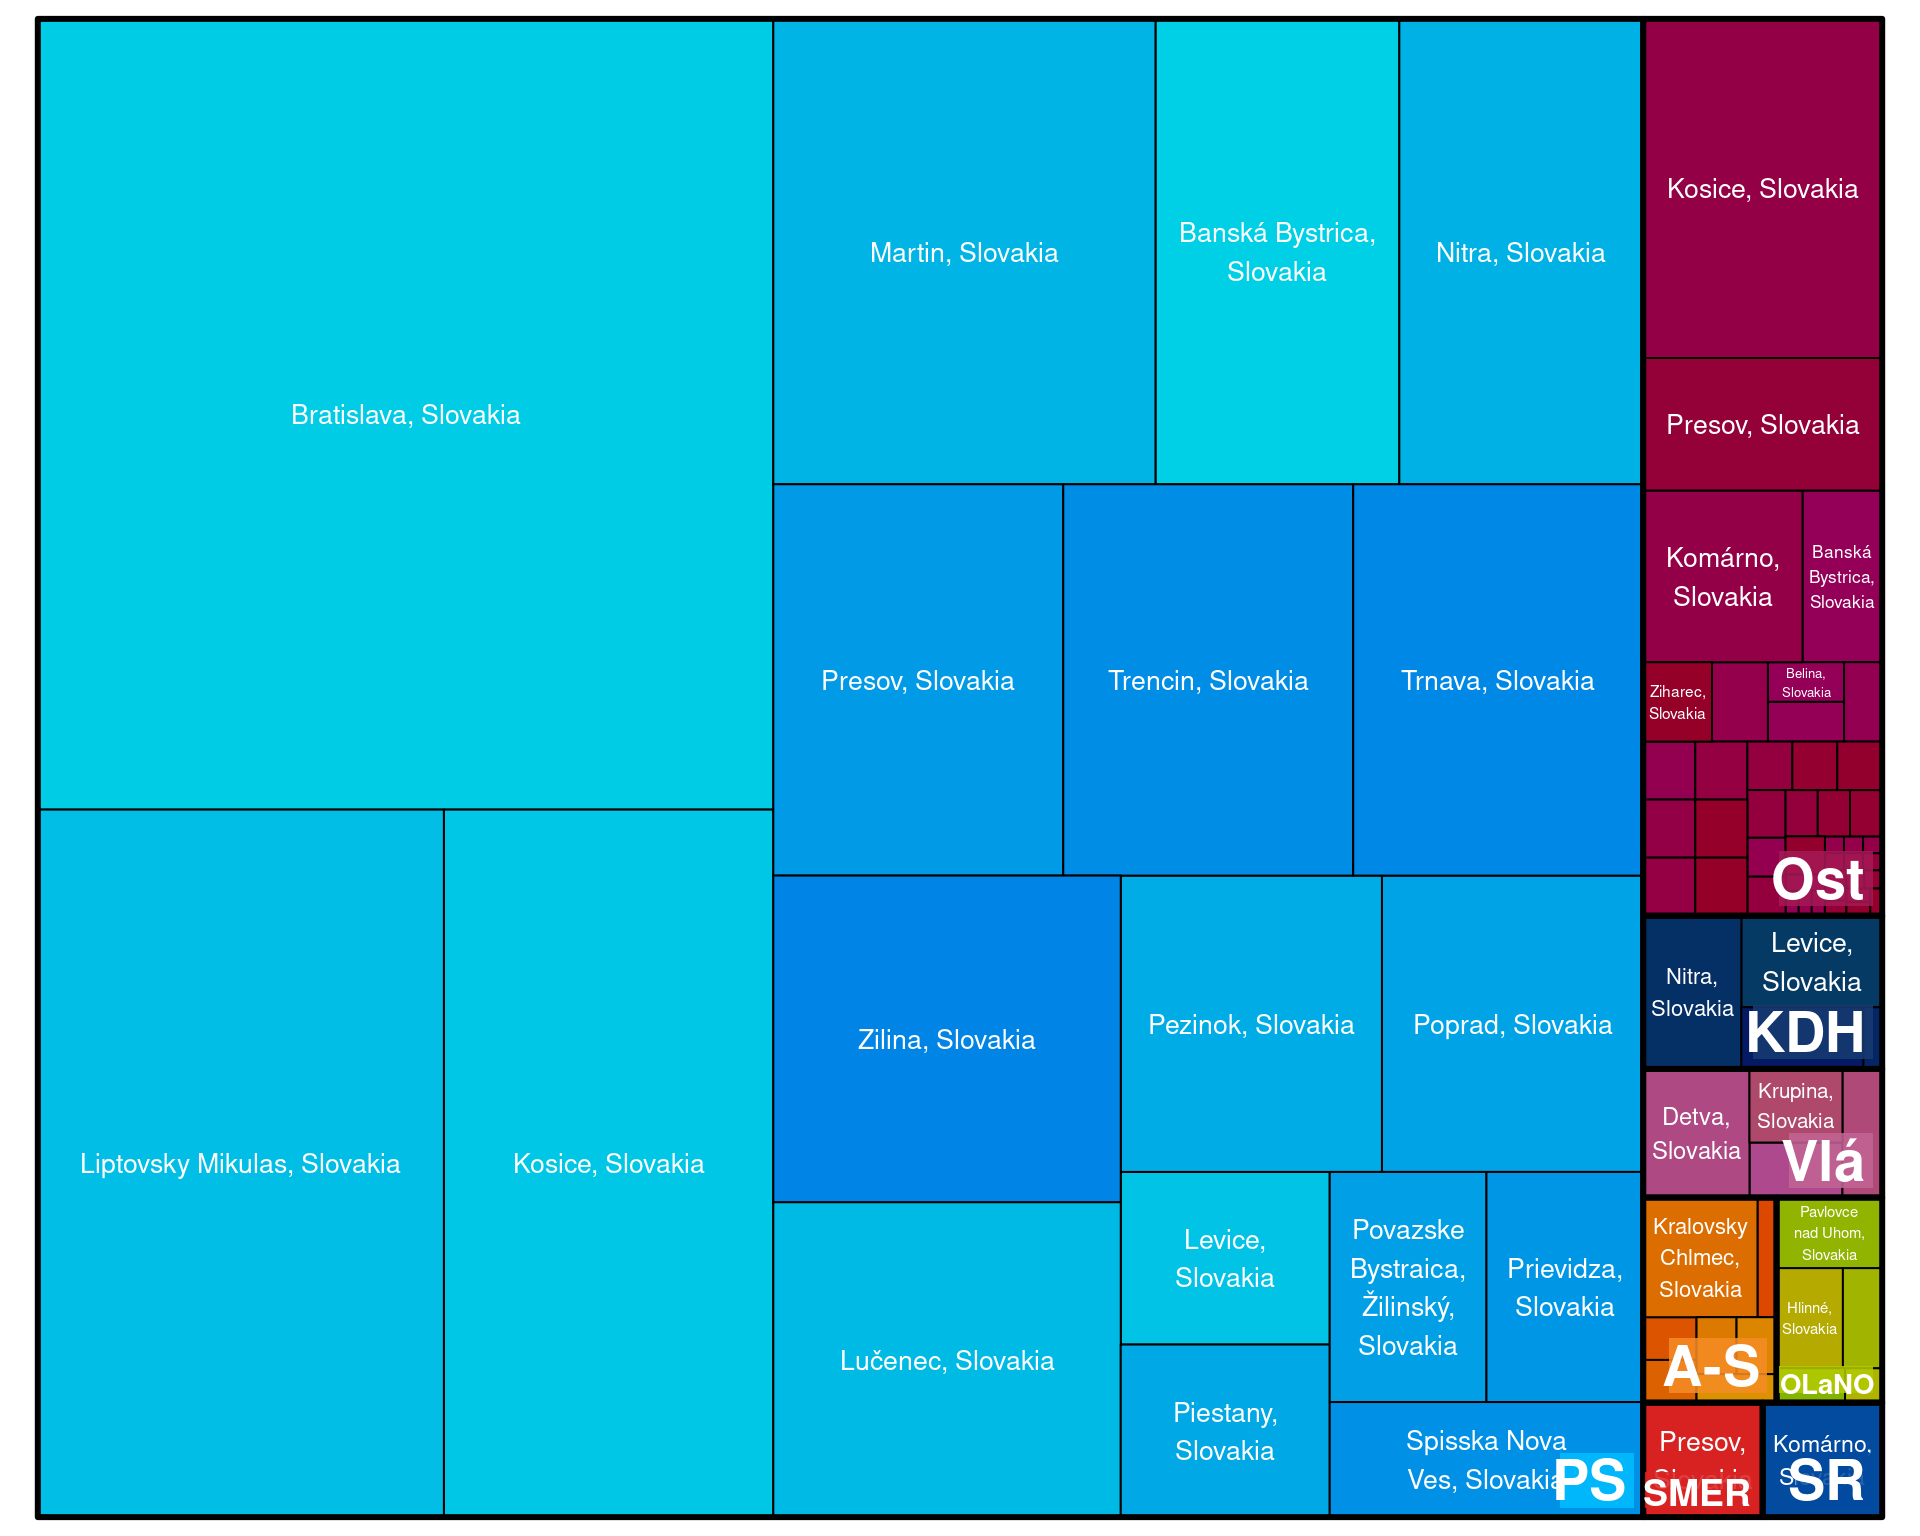 Bratislava, Slovakia
Liptovsky Mikulas, Slovakia
Kosice, Slovakia
Martin, Slovakia
Banská Bystrica,
Slovakia
Nitra, Slovakia
Presov, Slovakia
Trencin, Slovakia
Trnava, Slovakia
Zilina, Slovakia
Lučenec, Slovakia
Pezinok, Slovakia
Poprad, Slovakia
Levice,
Slovakia
Piestany,
Slovakia
Povazske
Bystraica,
Žilinský,
Slovakia
Prievidza,
Slovakia
Spisska Nova
Ves, Slovakia
PS
Kosice, Slovakia
Presov, Slovakia
Komárno,
Slovakia
Banská
Bystrica,
Slovakia
Ziharec,
Slovakia
Belina,
Slovakia
Ost
Nitra,
Slovakia
Levice,
Slovakia
KDH
Detva,
Slovakia
Krupina,
Slovakia
Vlá
Kralovsky
Chlmec,
Slovakia
A-S
Pavlovce
nad Uhom,
Slovakia
Hlinné,
Slovakia
OLaNO
Presov,
Slovakia
SMER
Komárno,
SR